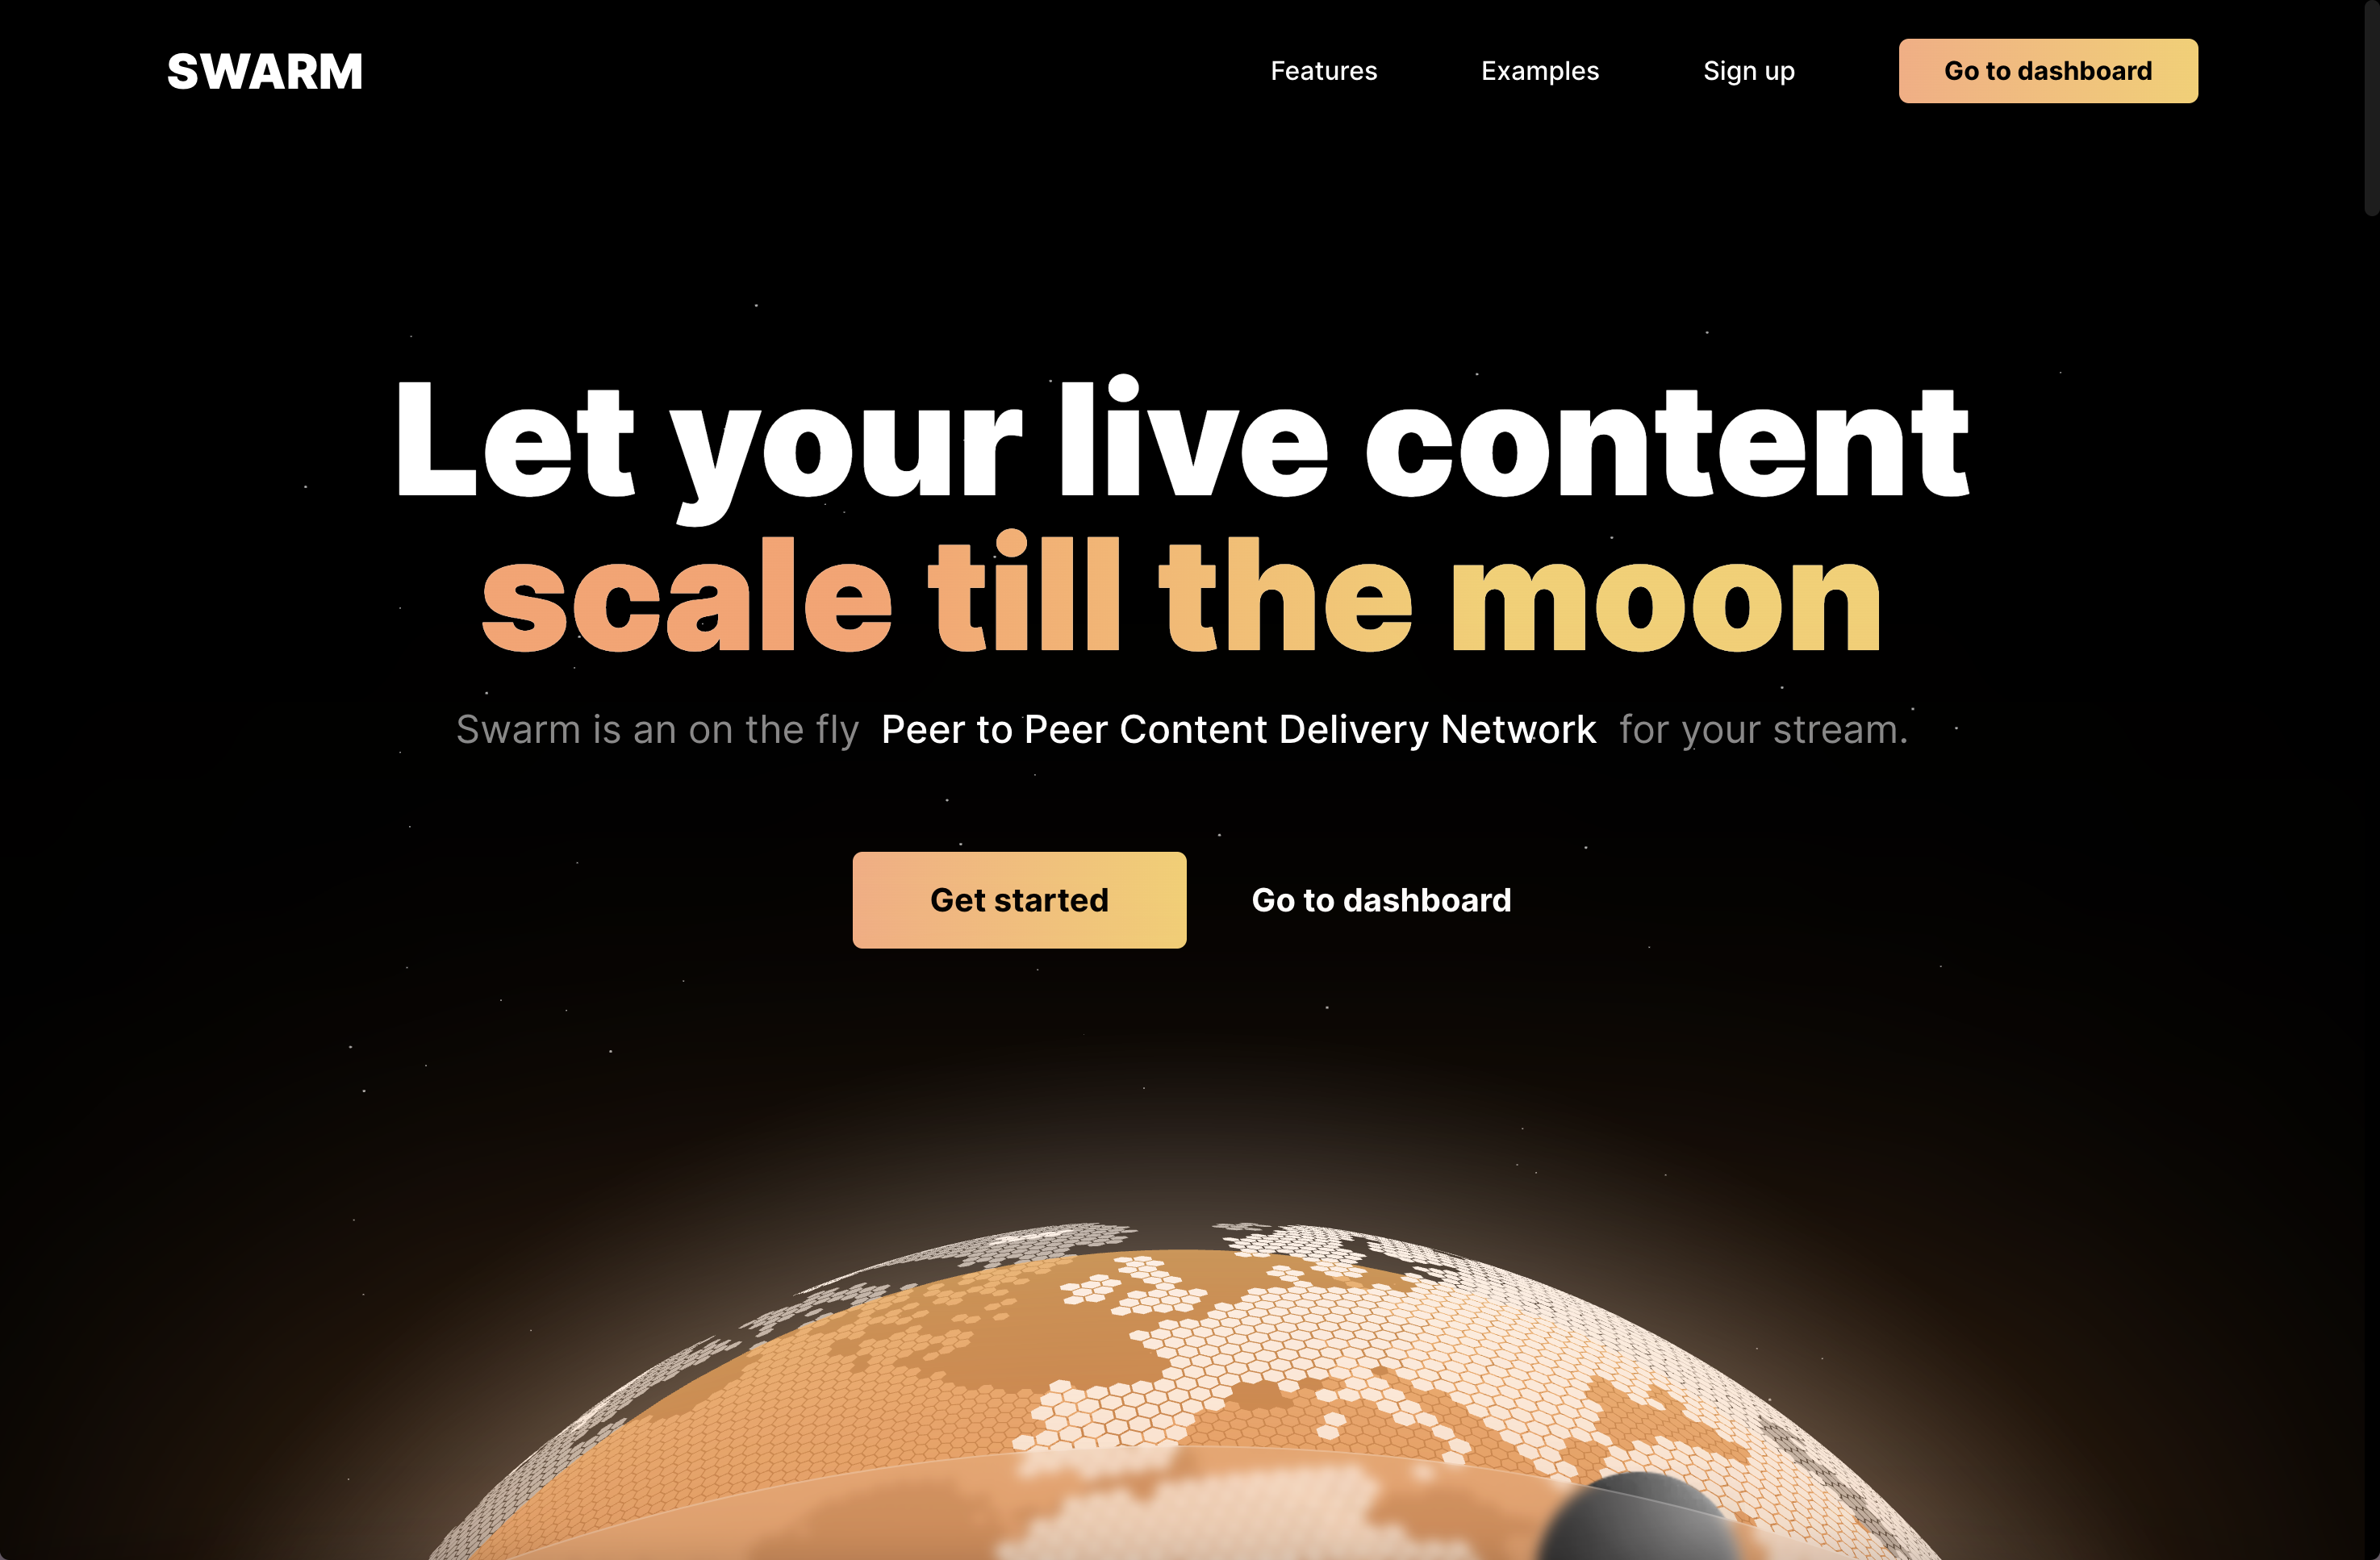 SWARM
Features
Examples
Sign up
Go to dashboard
Let your live content
scale till the moon
Swarm is an on the fly Peer to Peer Content Delivery Network for your stream.
Get started
Go to dashboard